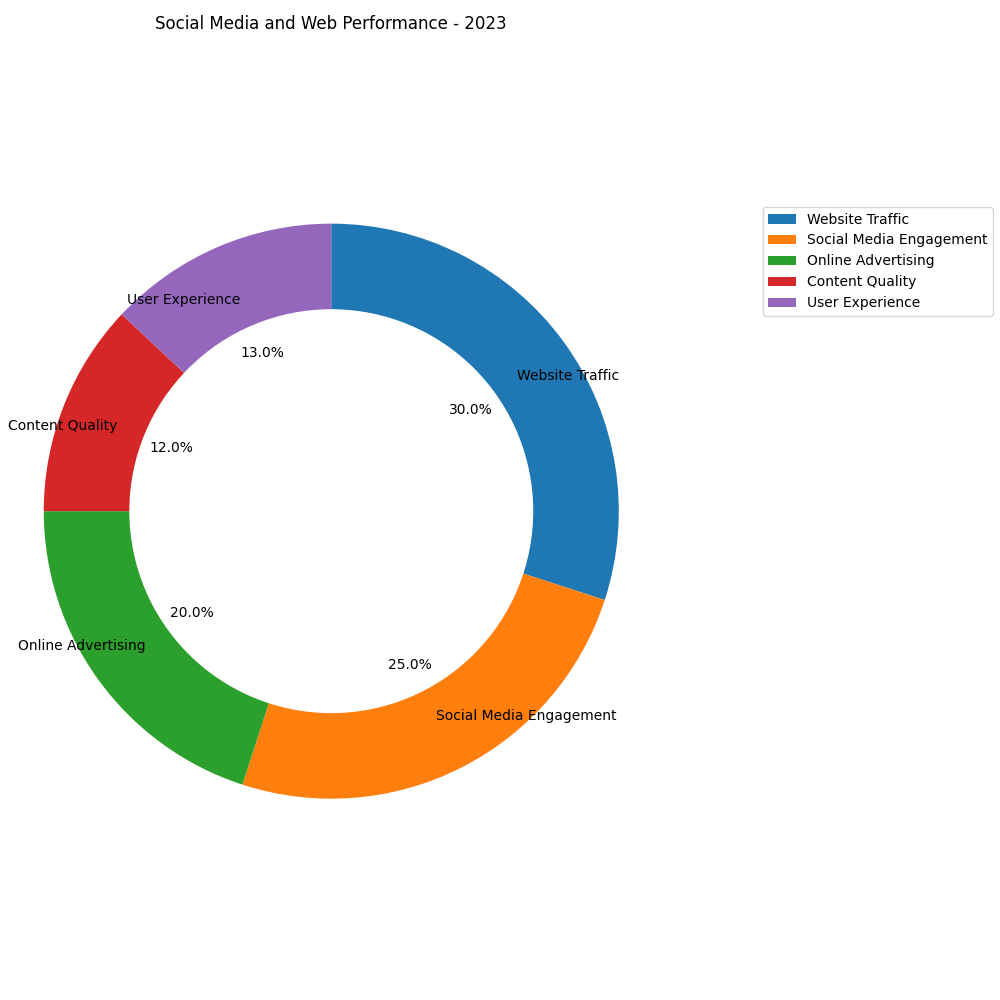 Social Media and Web Performance - 2023
Website Traffic
Social Media Engagement
Online Advertising
Content Quality
User Experience
User Experience
13.0%
Website Traffic
30.0%
Content Quality
12.0%
20.0%
Online Advertising
25.0%
Social Media Engagement